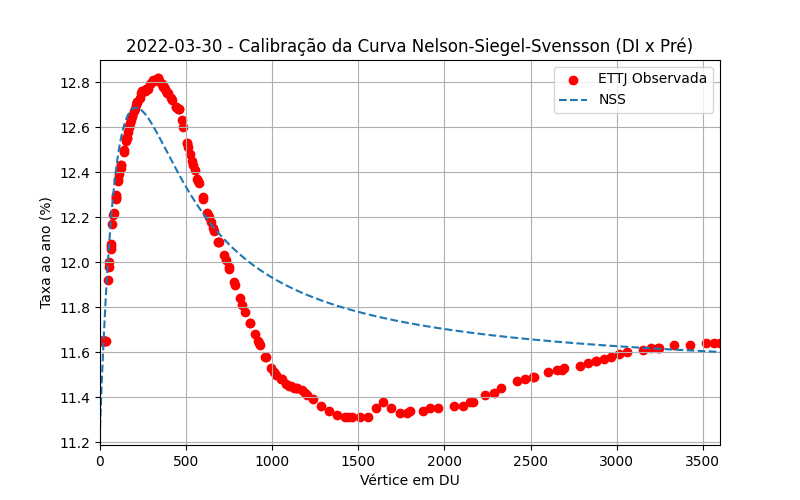 2022-03-30 - Calibração da Curva Nelson-Siegel-Svensson (DI x Pré)
ETTJ Observada
NSS
Taxa ao ano (%)
12.8
12.6
12.4
12.2
12.0
11.8
11.6
11.4
11.2
0 500 1000 1500 2000 2500 3000 3500
Vértice em DU